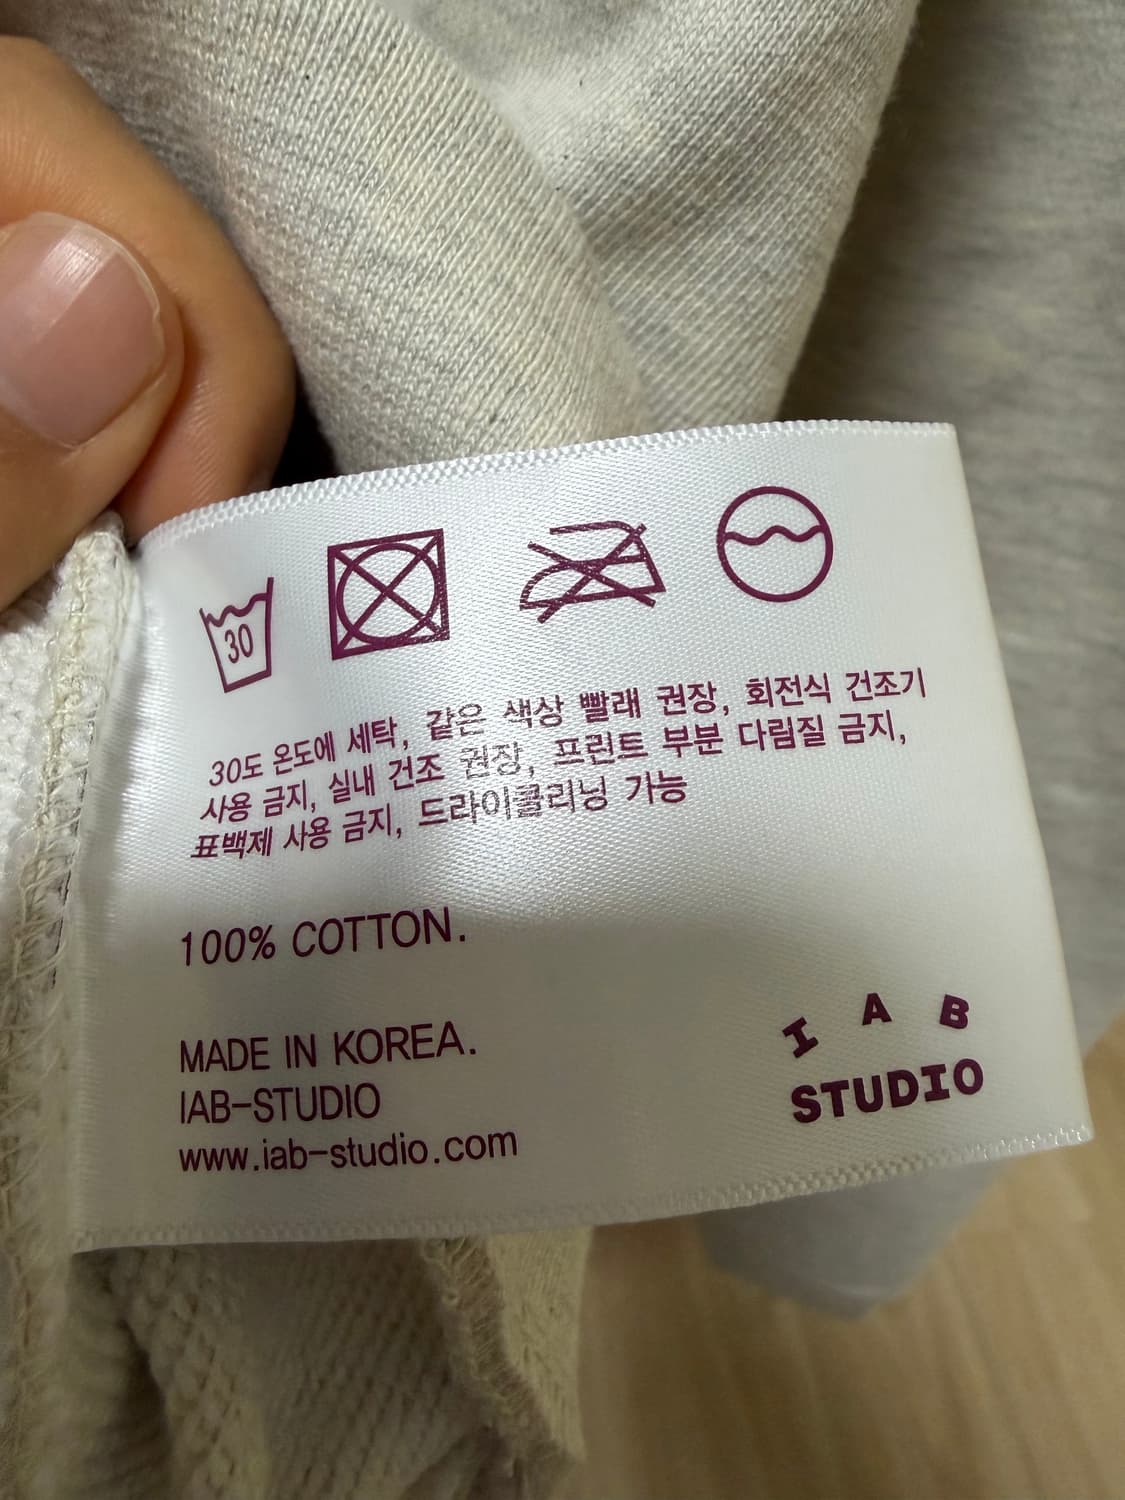 30
30도 온도에 세탁, 같은 색상 빨래 권장, 회전식 건조기
사용 금지, 실내 건조 권장, 프린트 부분 다림질 금지,
표백제 사용 금지, 드라이클리닝 가능
100% COTTON.
MADE IN KOREA.
IAB-STUDIO
www.iab-studio.com
I A B
STUDIO